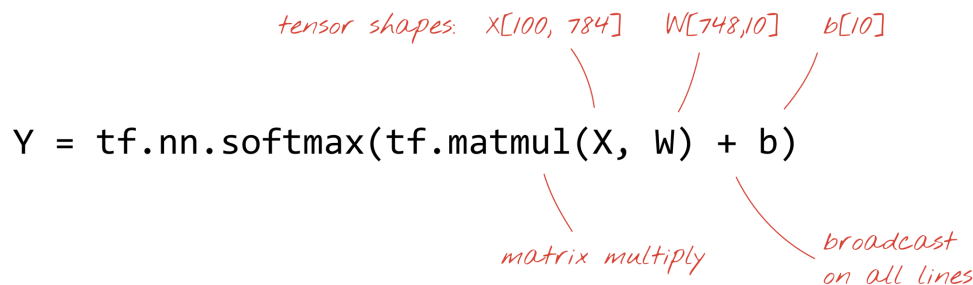 tensor shapes: X[100, 784] W[748,10] b[10]
Y = tf.nn.softmax(tf.matmul(X, W) + b)
matrix multiply
broadcast
on all lines